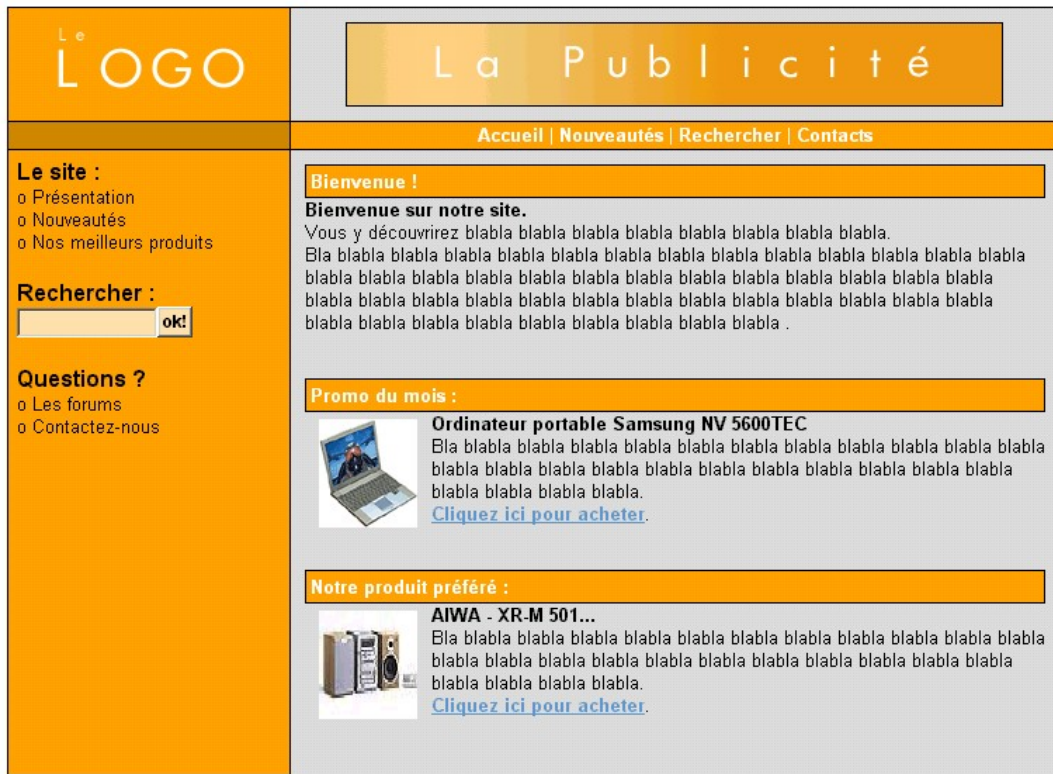 Le
LOGO
La Publicité
Accueil | Nouveautés | Rechercher | Contacts
Le site :
o Présentation
o Nouveautés
o Nos meilleurs produits
Rechercher :
ok!
Questions ?
o Les forums
o Contactez-nous
Bienvenue !
Bienvenue sur notre site.
Vous y découvrirez blabla blabla blabla blabla blabla blabla blabla blabla.
Bla blabla blabla blabla blabla blabla blabla blabla blabla blabla blabla blabla blabla blabla
blabla blabla blabla blabla blabla blabla blabla blabla blabla blabla blabla blabla blabla
blabla blabla blabla blabla blabla blabla blabla blabla blabla blabla blabla blabla blabla
blabla blabla blabla blabla blabla blabla blabla blabla blabla .
Promo du mois :
Ordinateur portable Samsung NV 5600TEC
Bla blabla blabla blabla blabla blabla blabla blabla blabla blabla blabla blabla
blabla blabla blabla blabla blabla blabla blabla blabla blabla blabla blabla
blabla blabla blabla blabla.
Cliquez ici pour acheter.
Notre produit préféré :
AIWA - XR-M 501...
Bla blabla blabla blabla blabla blabla blabla blabla blabla blabla blabla blabla
blabla blabla blabla blabla blabla blabla blabla blabla blabla blabla blabla
blabla blabla blabla blabla.
Cliquez ici pour acheter.